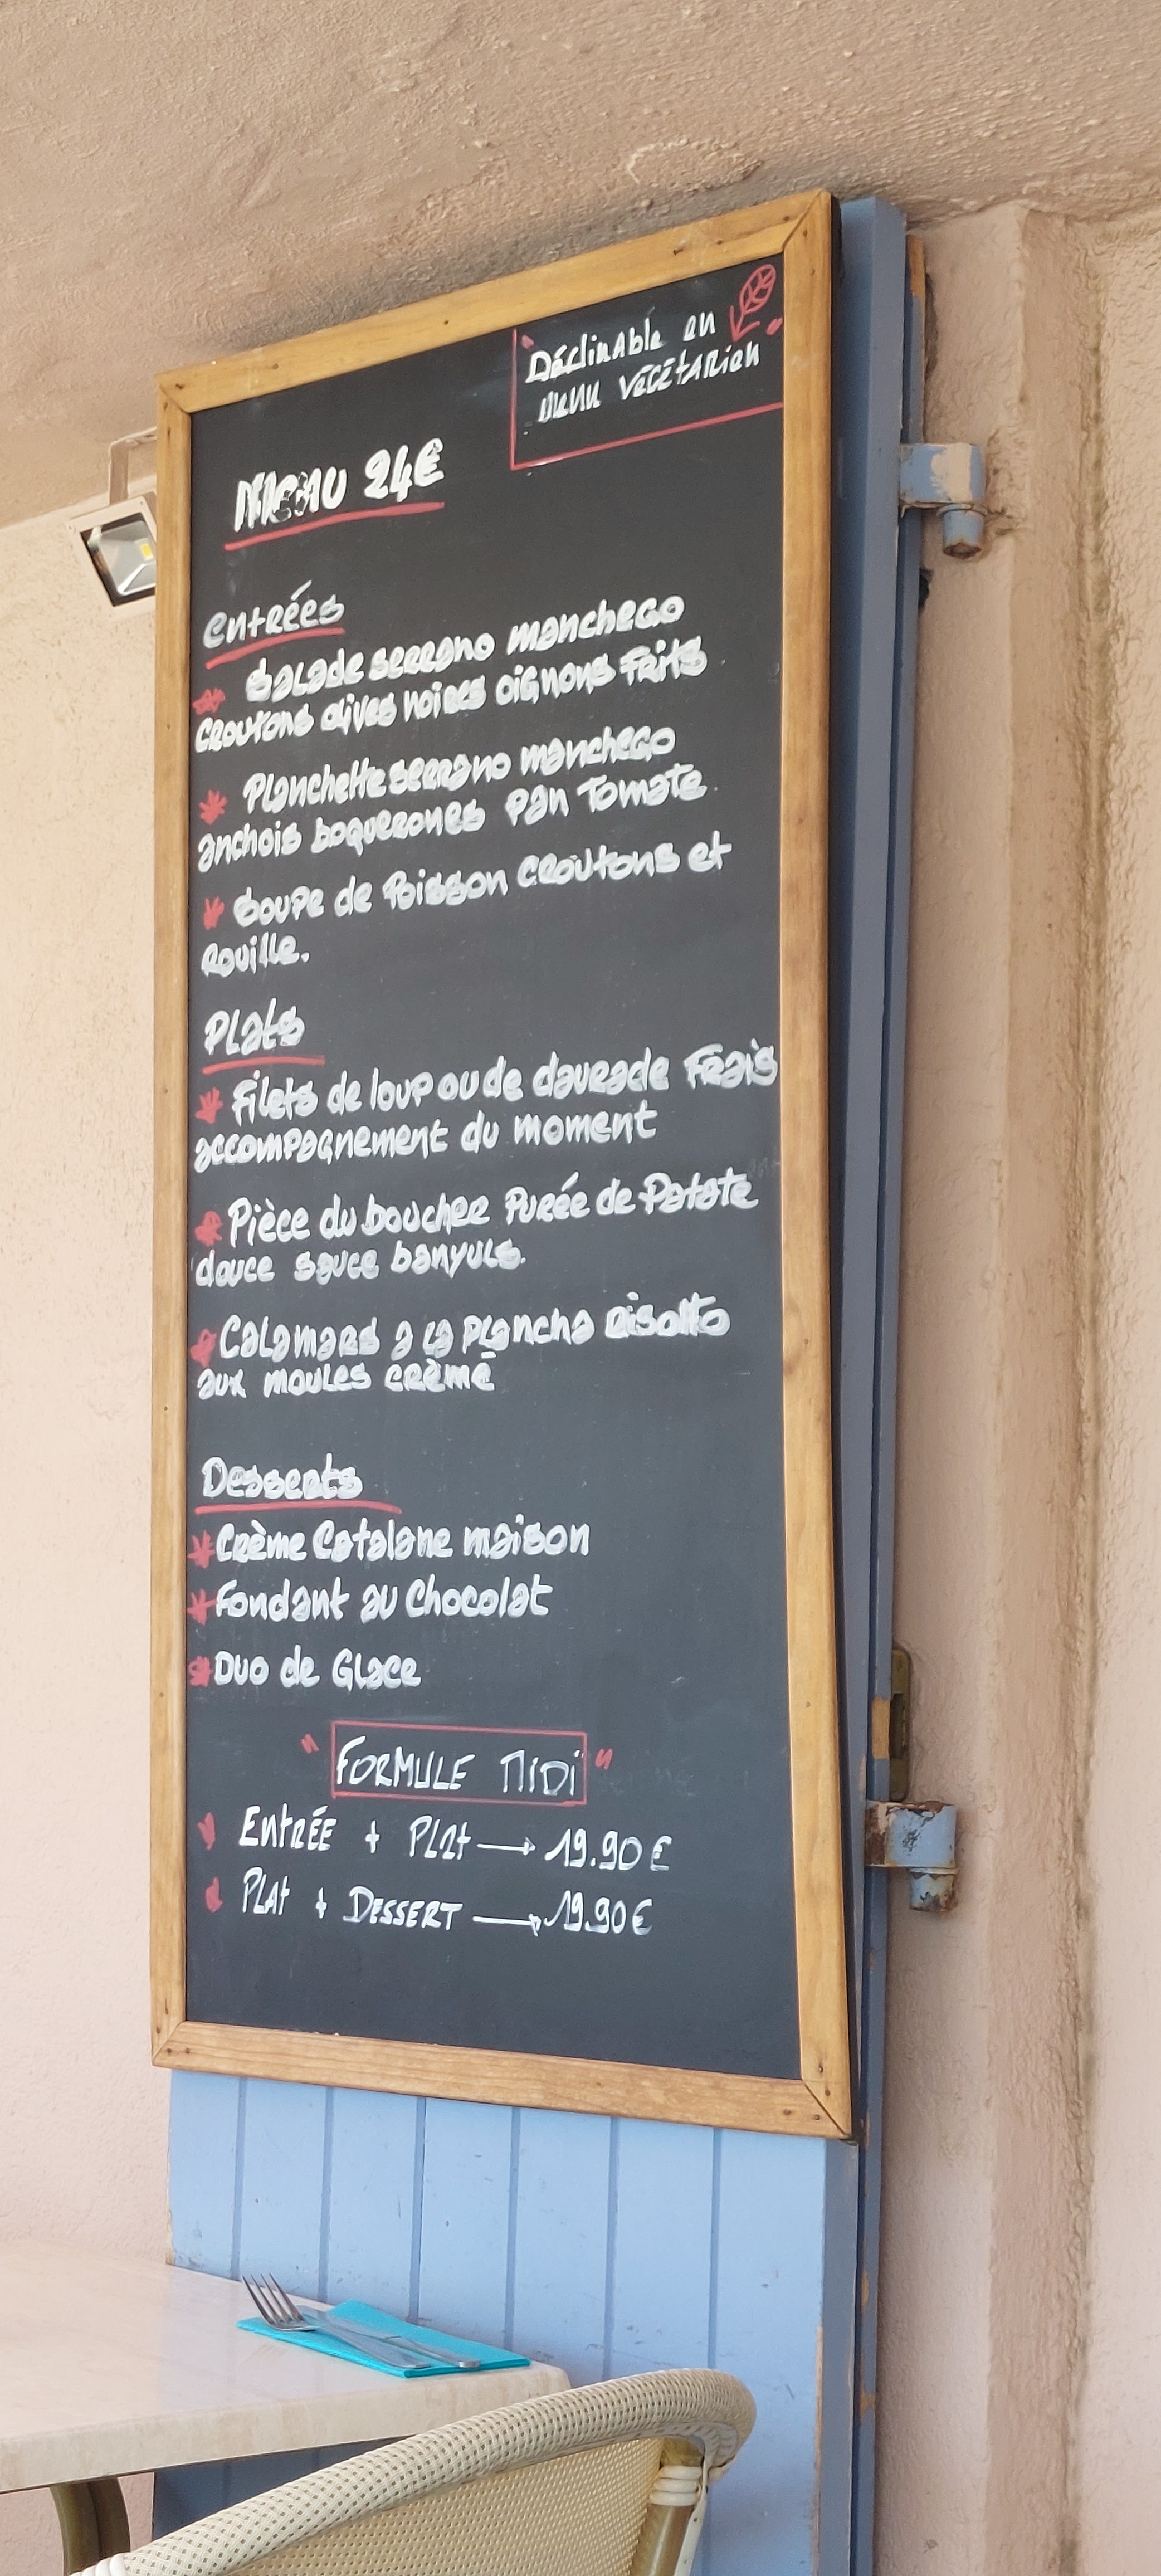 "Déclinable en
menu végétarien"
Menu 24€
entrées
Salade serrano manchego
croutons olives noires oignons Frits
Planchette serrano manchego
anchois boquerones pan Tomate.
Soupe de Poisson croûtons et
Rouille.
Plats
Filets de loup ou de daurade Frais
accompagnement du moment
Pièce du boucher Purée de Patate
douce sauce banyuls.
Calamars a la plancha Risotto
aux moules crèmé
Desserts
Crème Catalane maison
Fondant au Chocolat
Duo de Glace
"FORMULE MIDi"
Entrée + Plat → 19.90€
Plat + Dessert → 19.90€